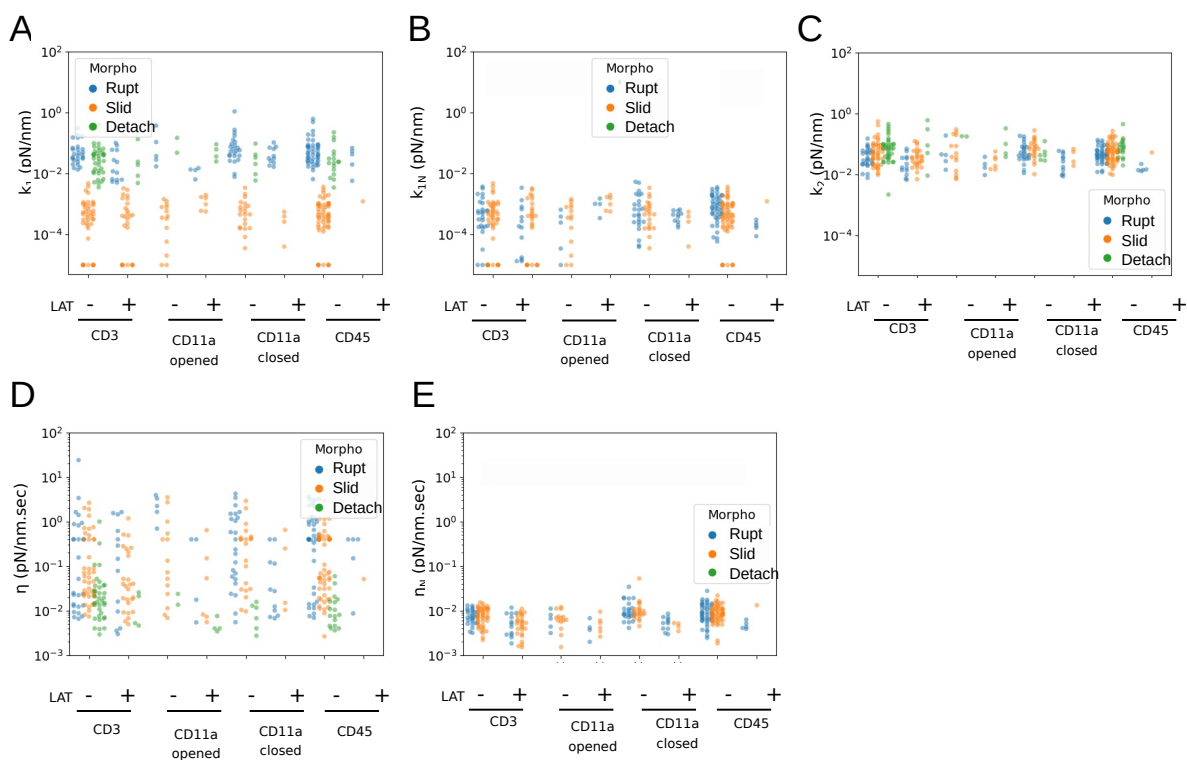 A
B
C
10²
10⁰
10⁻²
10⁻⁴
k₁ (pN/nm)
Morpho
Rupt
Slid
Detach
LAT - + - + - + - +
CD3
CD11a
opened
CD11a
closed
CD45
10²
10⁰
10⁻²
10⁻⁴
k₁N (pN/nm)
Morpho
Rupt
Slid
Detach
LAT - + - + - + - +
CD3
CD11a
opened
CD11a
closed
CD45
10²
10⁰
10⁻²
10⁻⁴
k₂ (pN/nm)
Morpho
Rupt
Slid
Detach
LAT - + - + - + - +
CD3
CD11a
opened
CD11a
closed
CD45
D
E
10²
10¹
10⁰
10⁻¹
10⁻²
10⁻³
η (pN/nm.sec)
Morpho
Rupt
Slid
Detach
LAT - + - + - + - +
CD3
CD11a
opened
CD11a
closed
CD45
10²
10¹
10⁰
10⁻¹
10⁻²
10⁻³
(pN/nm.sec)
Morpho
Rupt
Slid
Detach
LAT - + - + - + - +
CD3
CD11a
opened
CD11a
closed
CD45